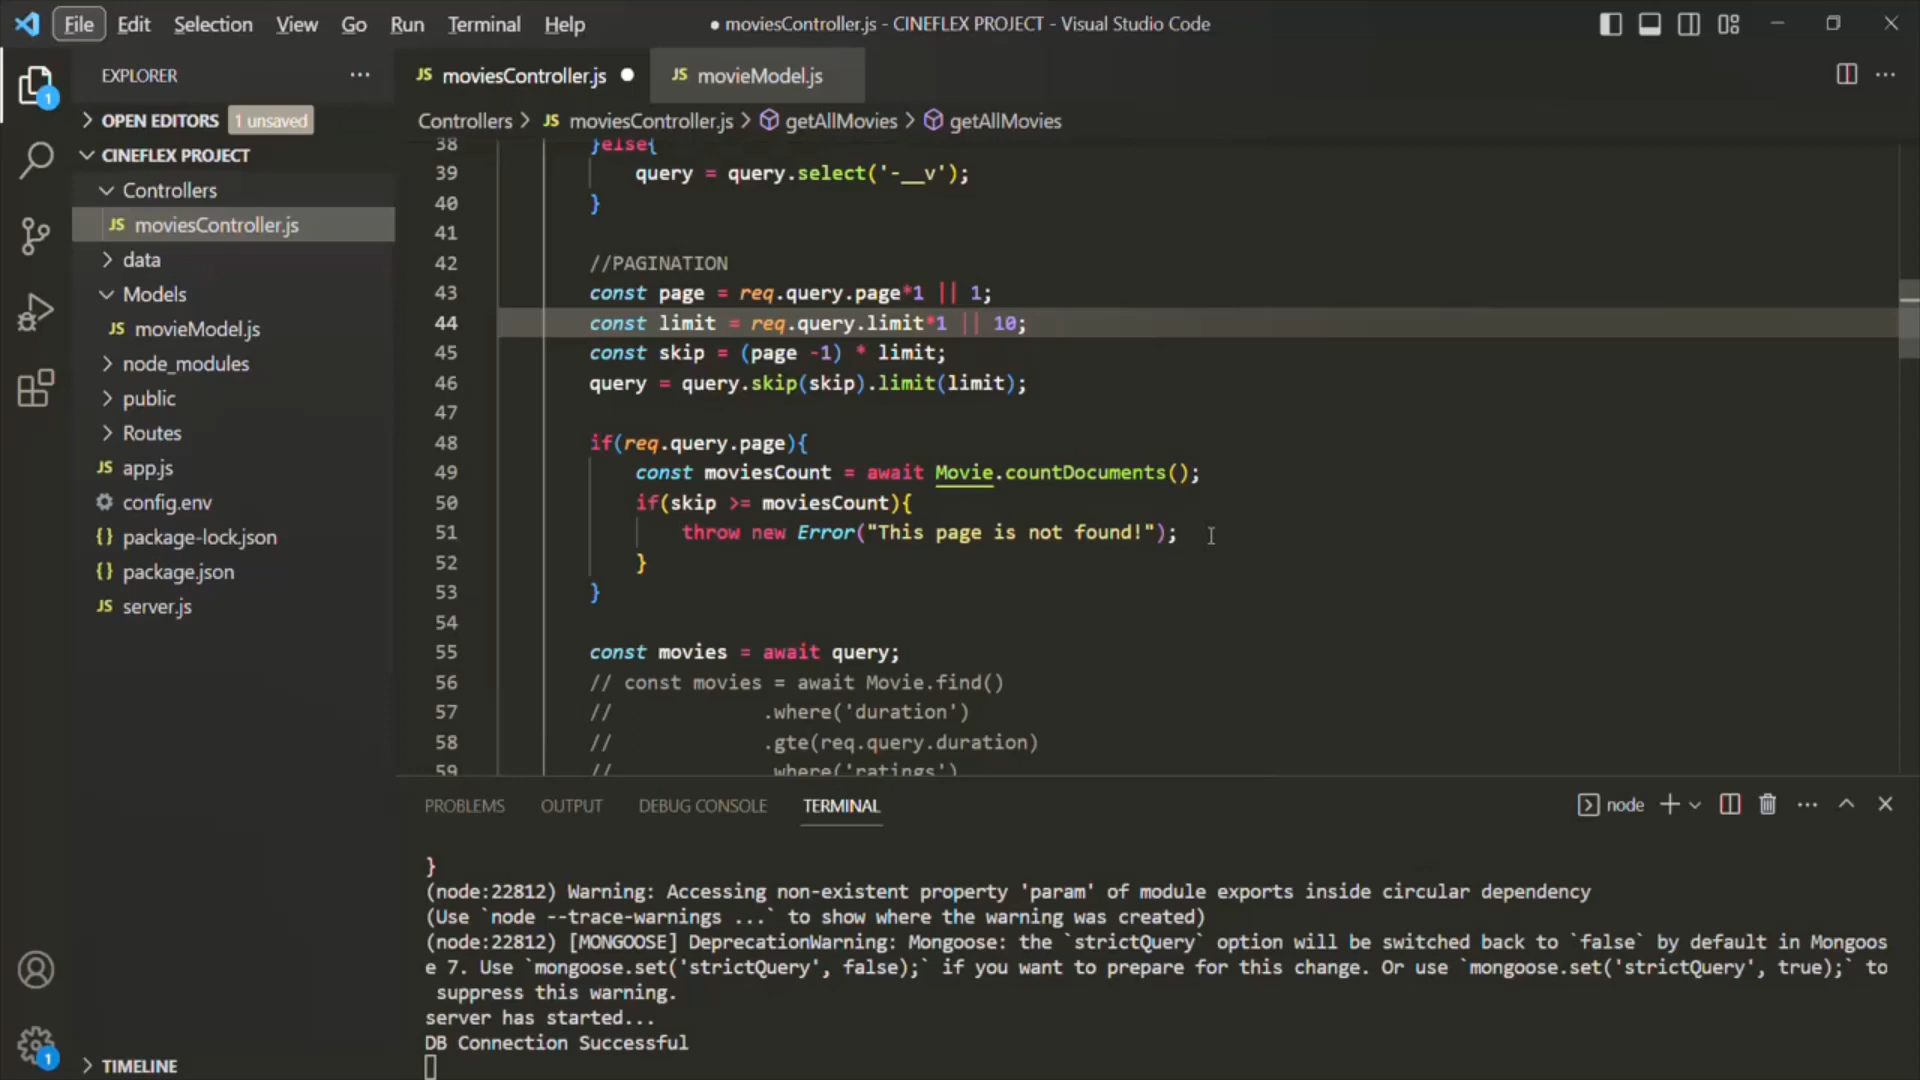 File Edit Selection View Go Run Terminal Help
● moviesController.js - CINEFLEX PROJECT - Visual Studio Code
EXPLORER
OPEN EDITORS 1 unsaved
CINEFLEX PROJECT
Controllers
JS moviesController.js
data
Models
JS movieModel.js
node_modules
public
Routes
JS app.js
config.env
{} package-lock.json
{} package.json
JS server.js
TIMELINE
1
1
JS moviesController.js ●
JS movieModel.js
Controllers > JS moviesController.js > getAllMovies > getAllMovies
38 }else{
39 query = query.select('-__v');
40 }
41
42 //PAGINATION
43 const page = req.query.page*1 || 1;
44 const limit = req.query.limit*1 || 10;
45 const skip = (page -1) * limit;
46 query = query.skip(skip).limit(limit);
47
48 if(req.query.page){
49 const moviesCount = await Movie.countDocuments();
50 if(skip >= moviesCount){
51 throw new Error("This page is not found!");
52 }
53 }
54
55 const movies = await query;
56 // const movies = await Movie.find()
57 // .where('duration')
58 // .gte(req.query.duration)
59 // .where('ratings')
PROBLEMS OUTPUT DEBUG CONSOLE TERMINAL
node
}
(node:22812) Warning: Accessing non-existent property 'param' of module exports inside circular dependency
(Use `node --trace-warnings ...` to show where the warning was created)
(node:22812) [MONGOOSE] DeprecationWarning: Mongoose: the `strictQuery` option will be switched back to `false` by default in Mongoos
e 7. Use `mongoose.set('strictQuery', false);` if you want to prepare for this change. Or use `mongoose.set('strictQuery', true);` to
suppress this warning.
server has started...
DB Connection Successful